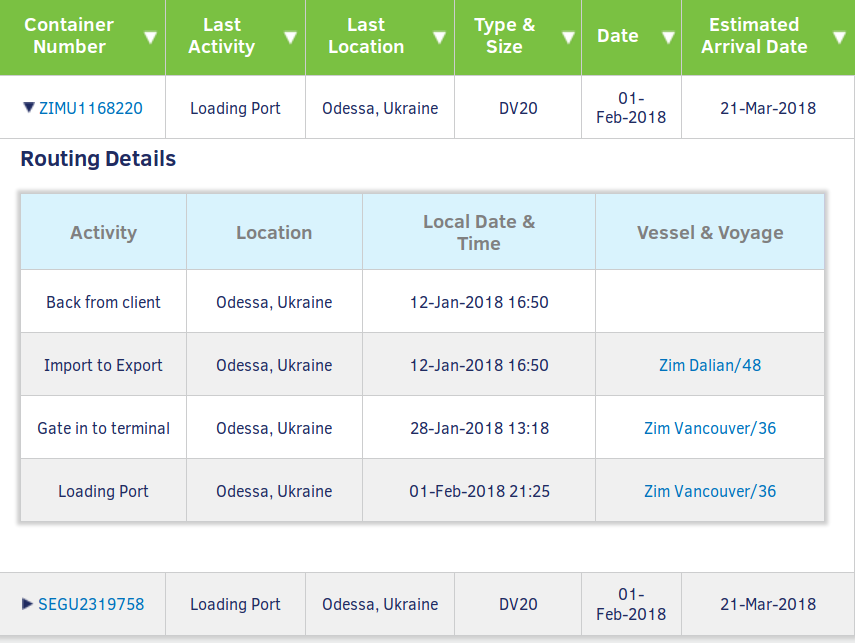 Container Number Last Activity Last Location Type & Size Date Estimated Arrival Date
ZIMU1168220 Loading Port Odessa, Ukraine DV20 01-Feb-2018 21-Mar-2018
Routing Details
Activity Location Local Date & Time Vessel & Voyage
Back from client Odessa, Ukraine 12-Jan-2018 16:50
Import to Export Odessa, Ukraine 12-Jan-2018 16:50 Zim Dalian/48
Gate in to terminal Odessa, Ukraine 28-Jan-2018 13:18 Zim Vancouver/36
Loading Port Odessa, Ukraine 01-Feb-2018 21:25 Zim Vancouver/36
SEGU2319758 Loading Port Odessa, Ukraine DV20 01-Feb-2018 21-Mar-2018